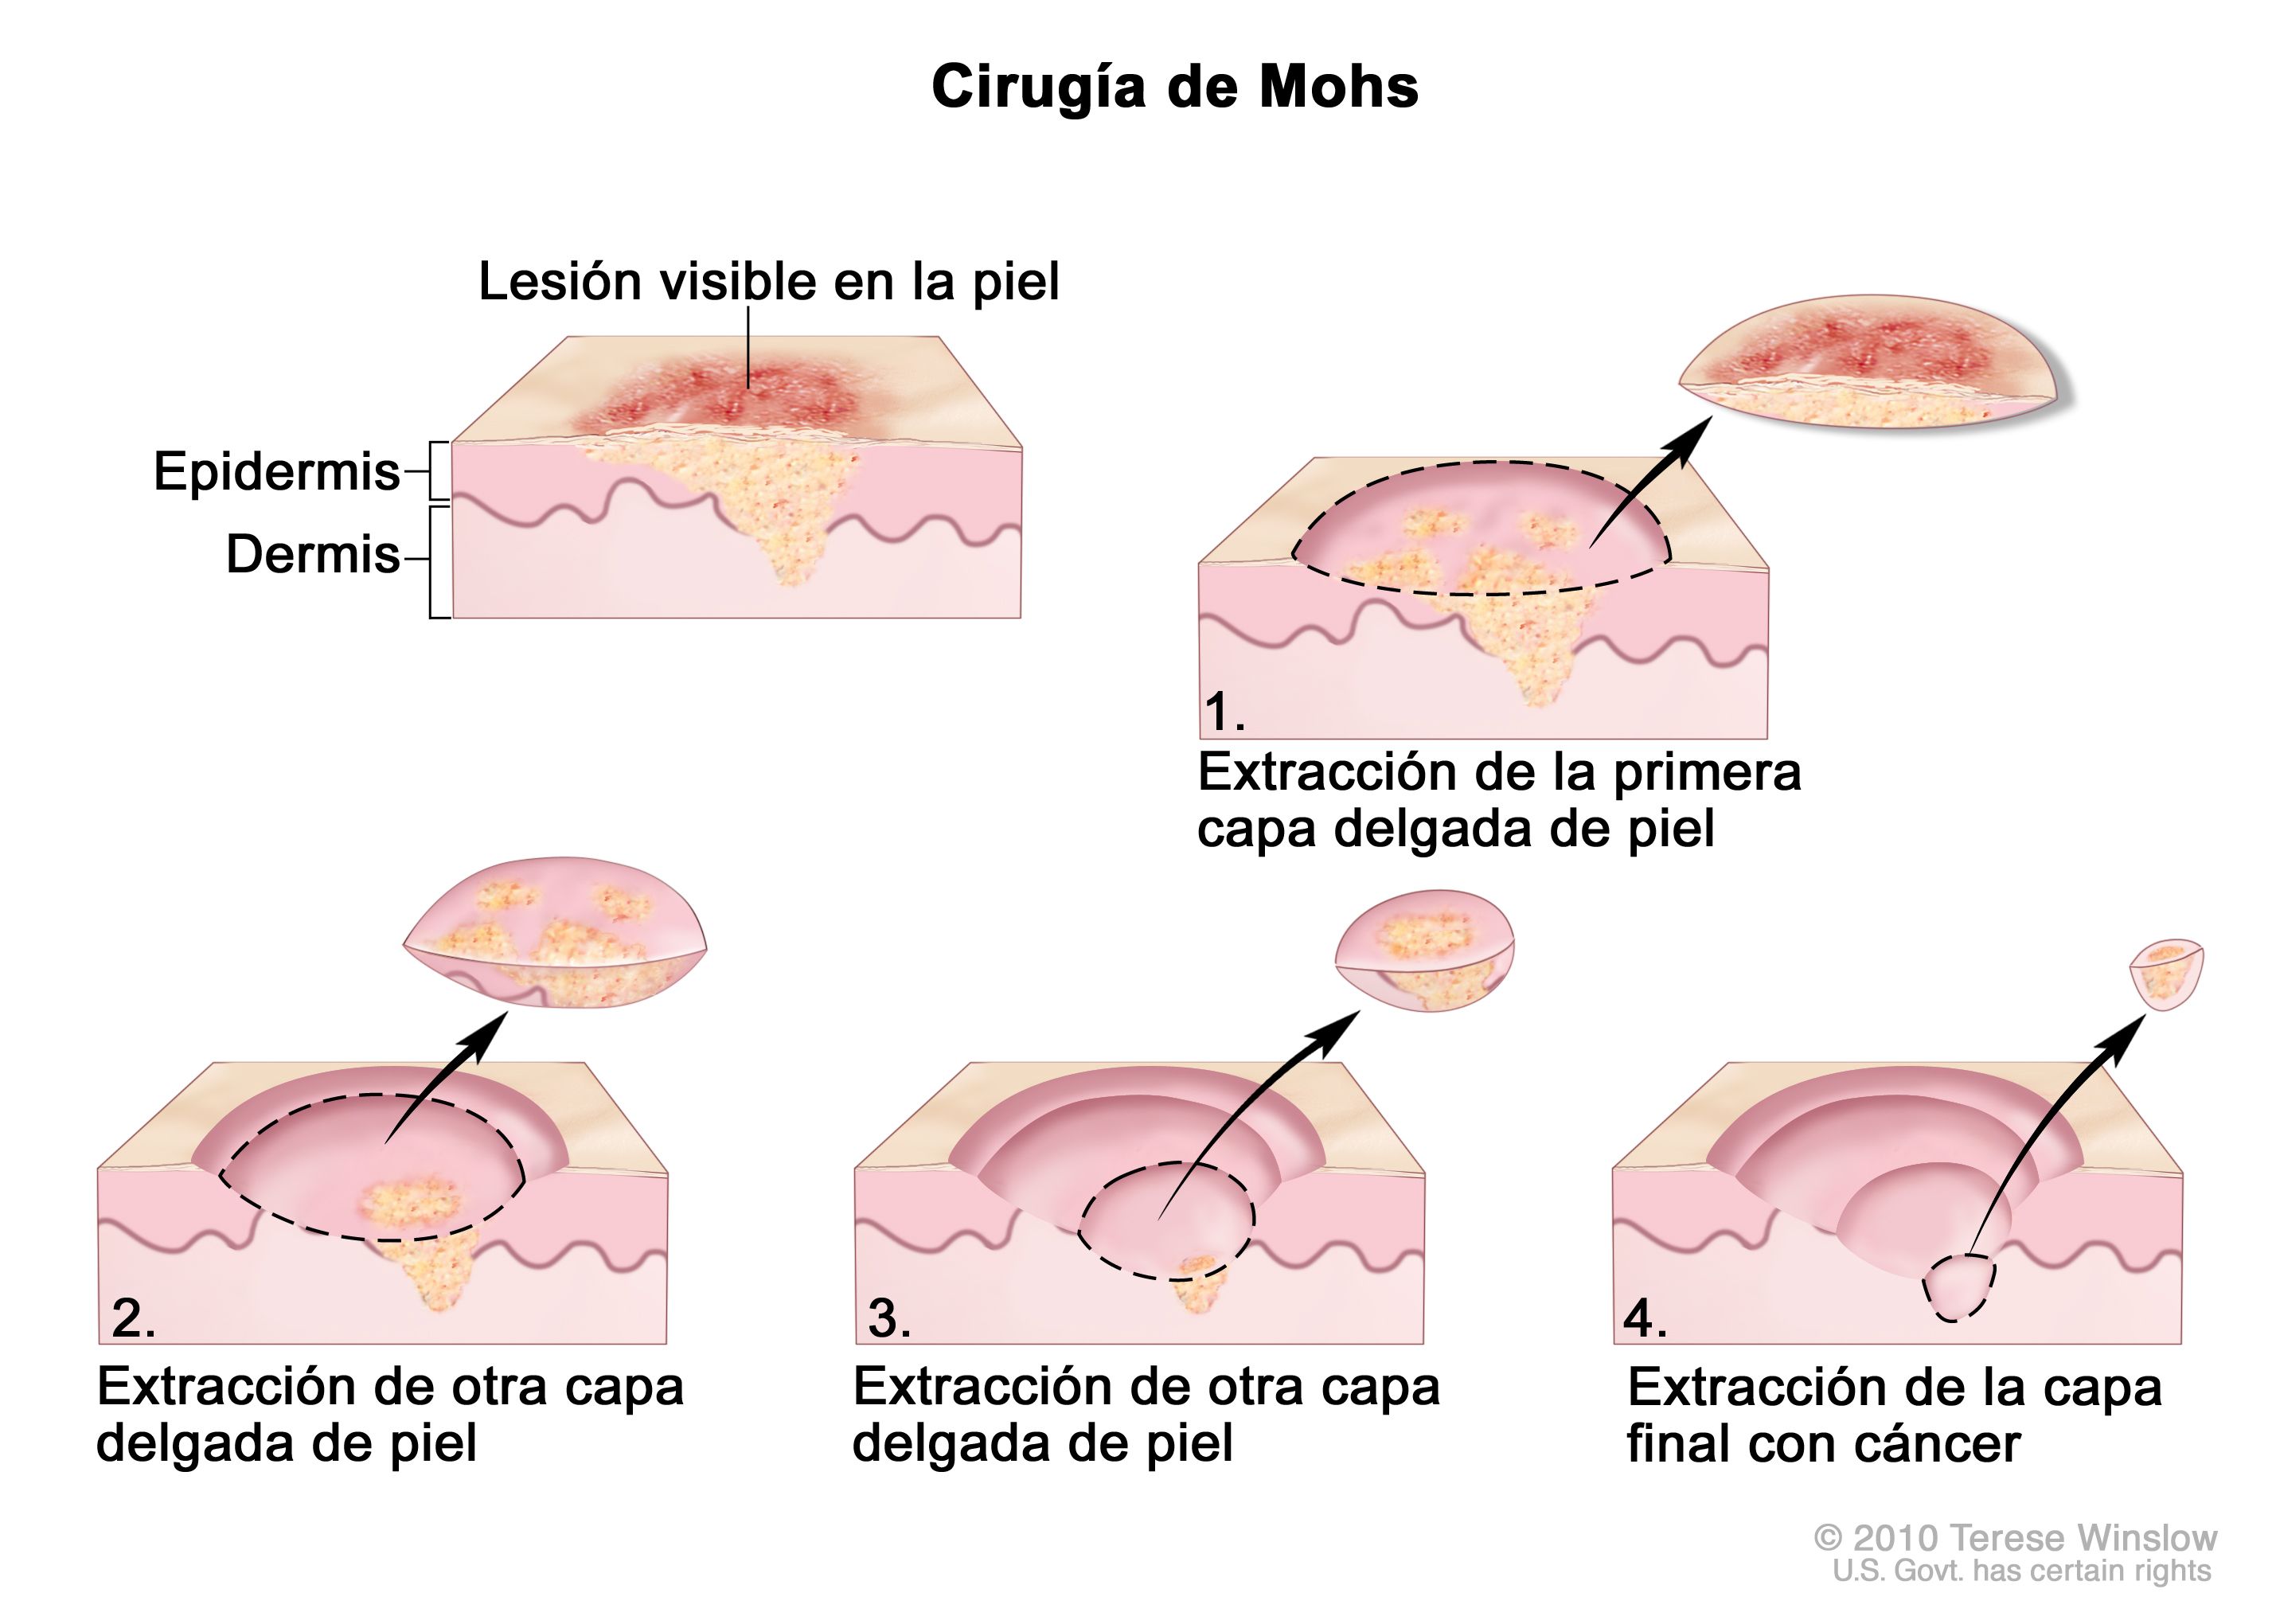 Cirugía de Mohs
Lesión visible en la piel
Epidermis
Dermis
1.
Extracción de la primera
capa delgada de piel
2.
Extracción de otra capa
delgada de piel
3.
Extracción de otra capa
delgada de piel
4.
Extracción de la capa
final con cáncer
© 2010 Terese Winslow
U.S. Govt. has certain rights